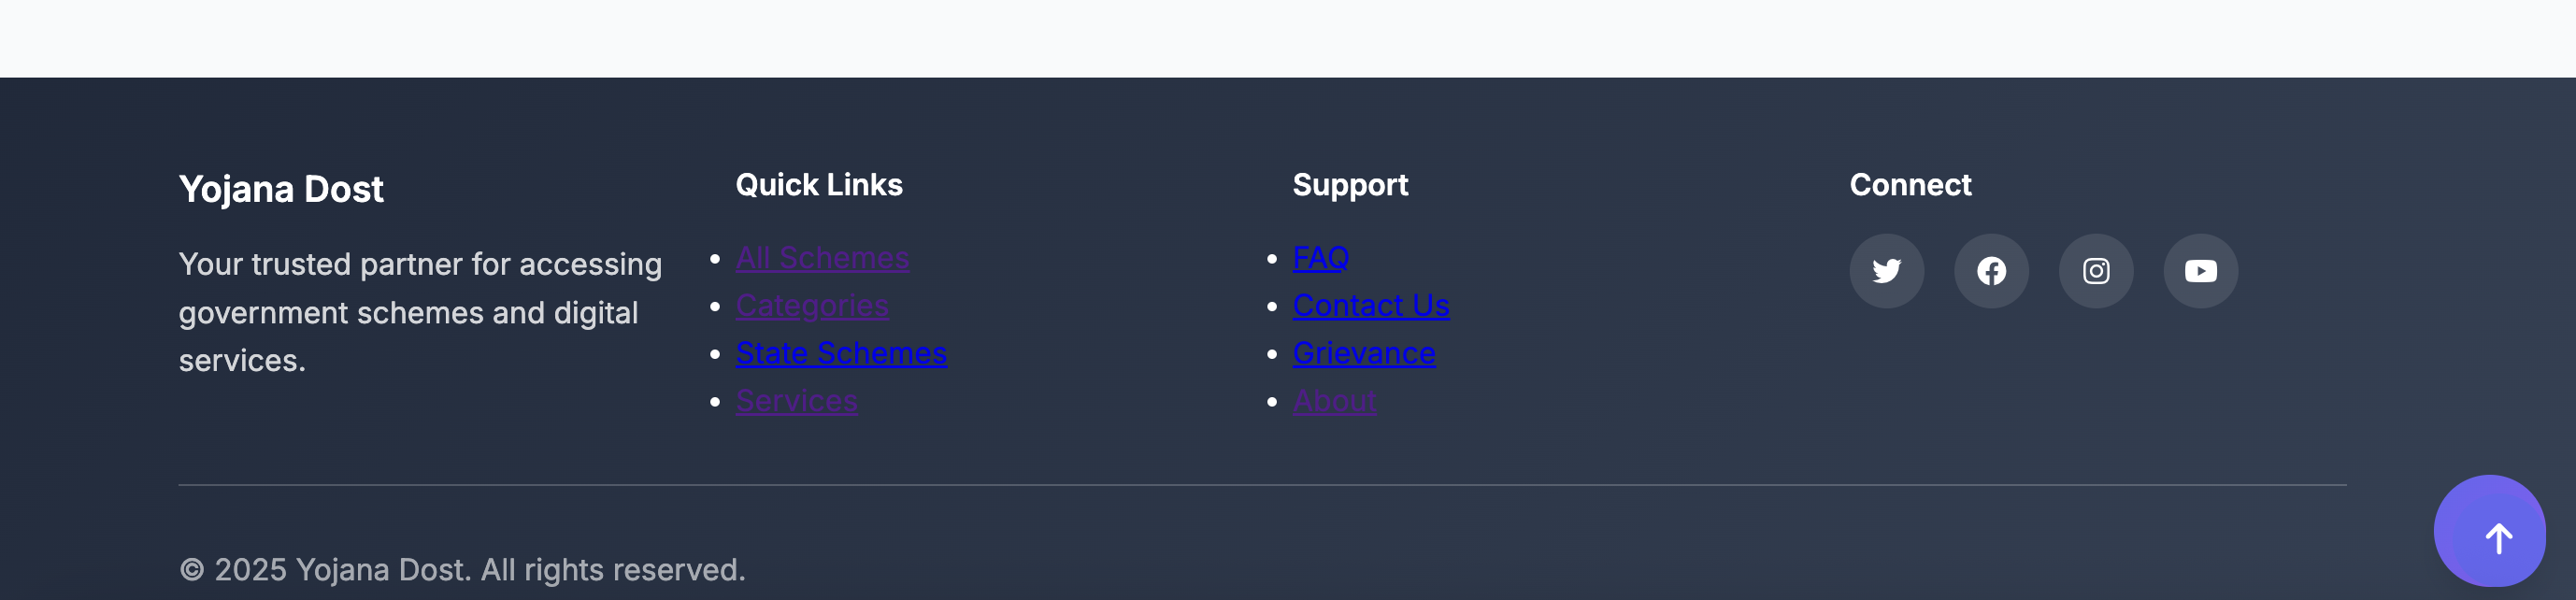 Yojana Dost
Your trusted partner for accessing
government schemes and digital
services.
Quick Links
All Schemes
Categories
State Schemes
Services
Support
FAQ
Contact Us
Grievance
About
Connect
© 2025 Yojana Dost. All rights reserved.